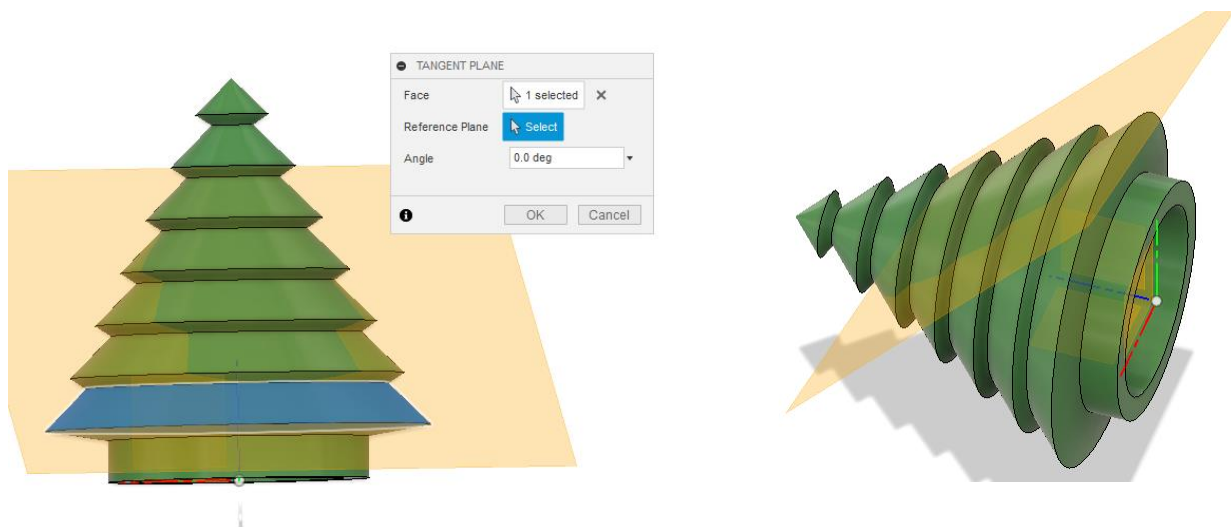 TANGENT PLANE
Face 1 selected
Reference Plane Select
Angle 0.0 deg
OK Cancel